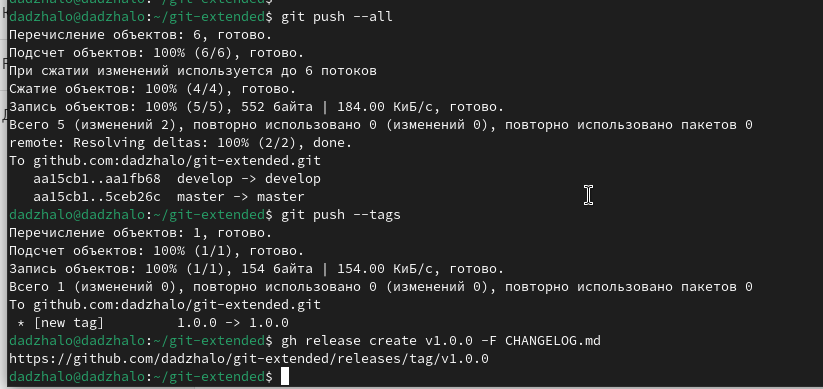 dadzhalo@dadzhalo:~/git-extended$ git push --all
Перечисление объектов: 6, готово.
Подсчет объектов: 100% (6/6), готово.
При сжатии изменений используется до 6 потоков
Сжатие объектов: 100% (4/4), готово.
Запись объектов: 100% (5/5), 552 байта | 184.00 КиБ/с, готово.
Всего 5 (изменений 2), повторно использовано 0 (изменений 0), повторно использовано пакетов 0
remote: Resolving deltas: 100% (2/2), done.
To github.com:dadzhalo/git-extended.git
   aa15cb1..aa1fb68  develop -> develop
   aa15cb1..5ceb26c  master -> master
dadzhalo@dadzhalo:~/git-extended$ git push --tags
Перечисление объектов: 1, готово.
Подсчет объектов: 100% (1/1), готово.
Запись объектов: 100% (1/1), 154 байта | 154.00 КиБ/с, готово.
Всего 1 (изменений 0), повторно использовано 0 (изменений 0), повторно использовано пакетов 0
To github.com:dadzhalo/git-extended.git
 * [new tag]         1.0.0 -> 1.0.0
dadzhalo@dadzhalo:~/git-extended$ gh release create v1.0.0 -F CHANGELOG.md
https://github.com/dadzhalo/git-extended/releases/tag/v1.0.0
dadzhalo@dadzhalo:~/git-extended$